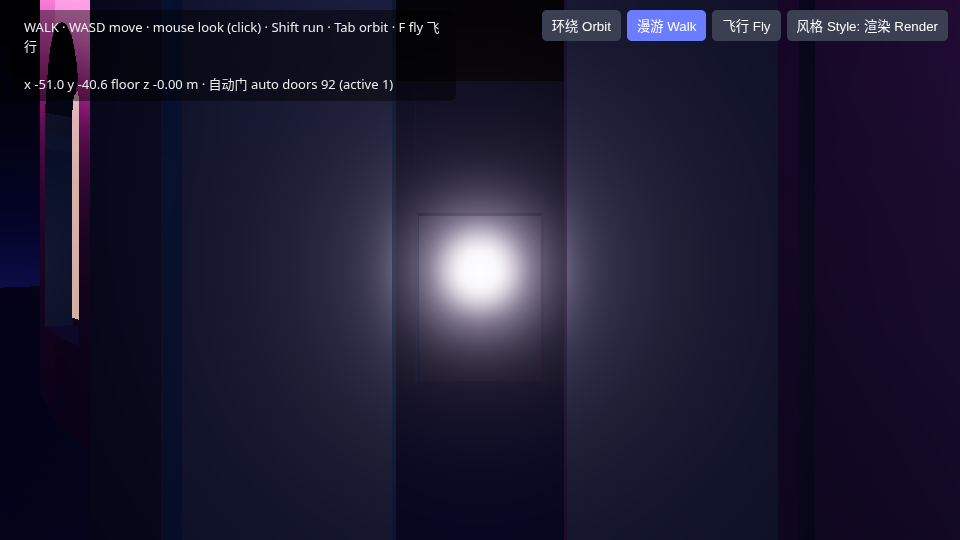 WALK · WASD move · mouse look (click) · Shift run · Tab orbit · F fly 飞
行
x -51.0 y -40.6 floor z -0.00 m · 自动门 auto doors 92 (active 1)
环绕 Orbit
漫游 Walk
飞行 Fly
风格 Style: 渲染 Render